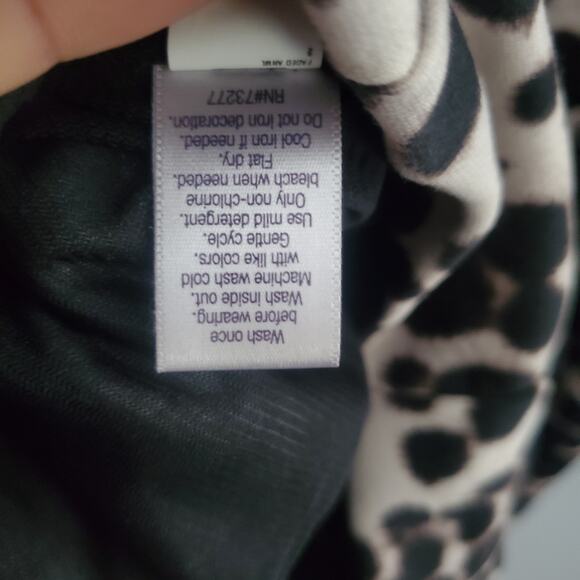 Wash once
before wearing.
Wash inside out.
Machine wash cold
with like colors.
Gentle cycle.
Use mild detergent.
Only non-chlorine
bleach when needed.
Flat dry.
Cool iron if needed.
Do not iron decoration.
RN#73277